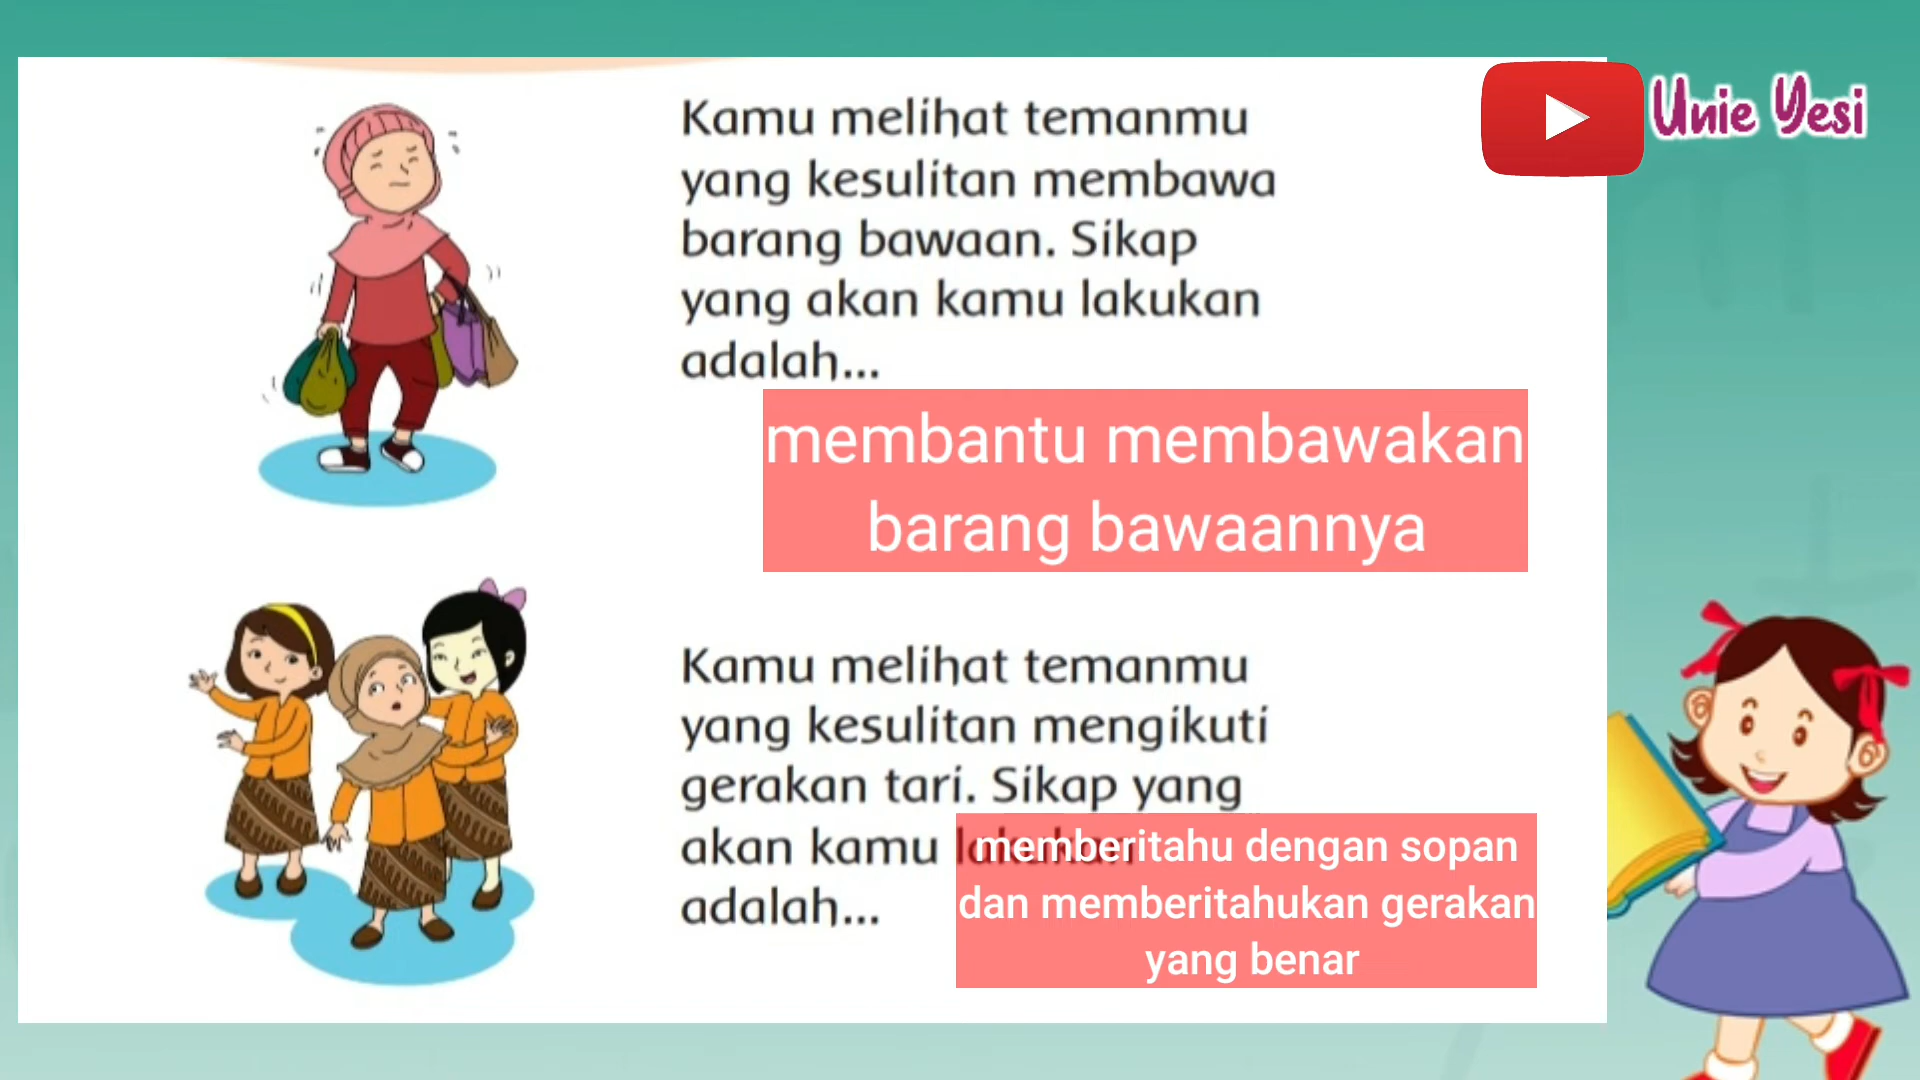 Unie Yesi
Kamu melihat temanmu
yang kesulitan membawa
barang bawaan. Sikap
yang akan kamu lakukan
adalah...
membantu membawakan
barang bawaannya
Kamu melihat temanmu
yang kesulitan mengikuti
gerakan tari. Sikap yang
akan kamu lakukan
adalah...
memberitahu dengan sopan
dan memberitahukan gerakan
yang benar